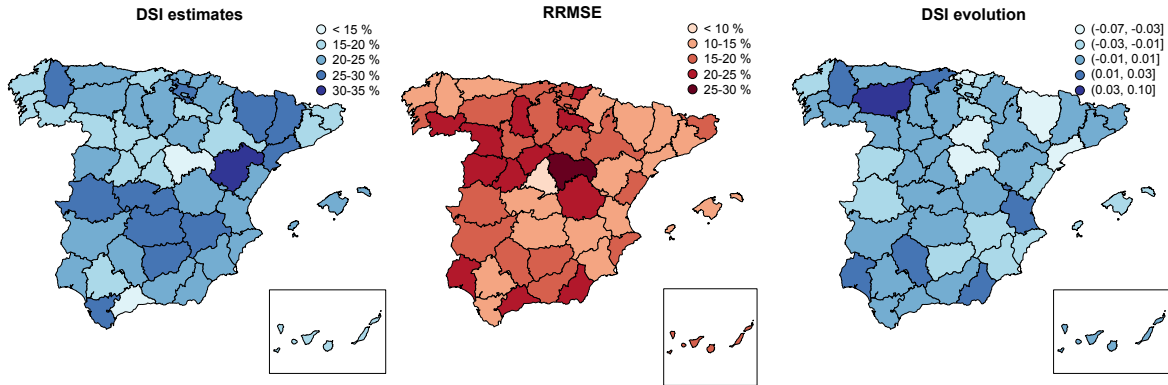 DSI estimates
< 15 %
15-20 %
20-25 %
25-30 %
30-35 %
RRMSE
< 10 %
10-15 %
15-20 %
20-25 %
25-30 %
DSI evolution
(-0.07, -0.03]
(-0.03, -0.01]
(-0.01, 0.01]
(0.01, 0.03]
(0.03, 0.10]